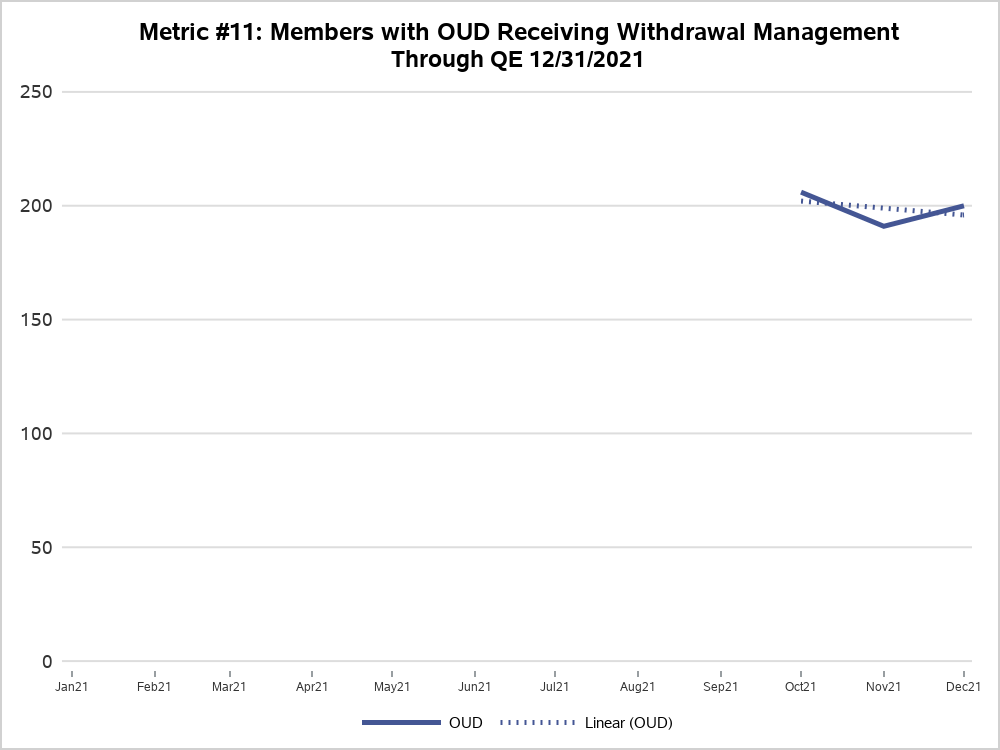 Metric #11: Members with OUD Receiving Withdrawal Management
Through QE 12/31/2021
250
200
150
100
50
0
Jan21 Feb21 Mar21 Apr21 May21 Jun21 Jul21 Aug21 Sep21 Oct21 Nov21 Dec21
OUD Linear (OUD)